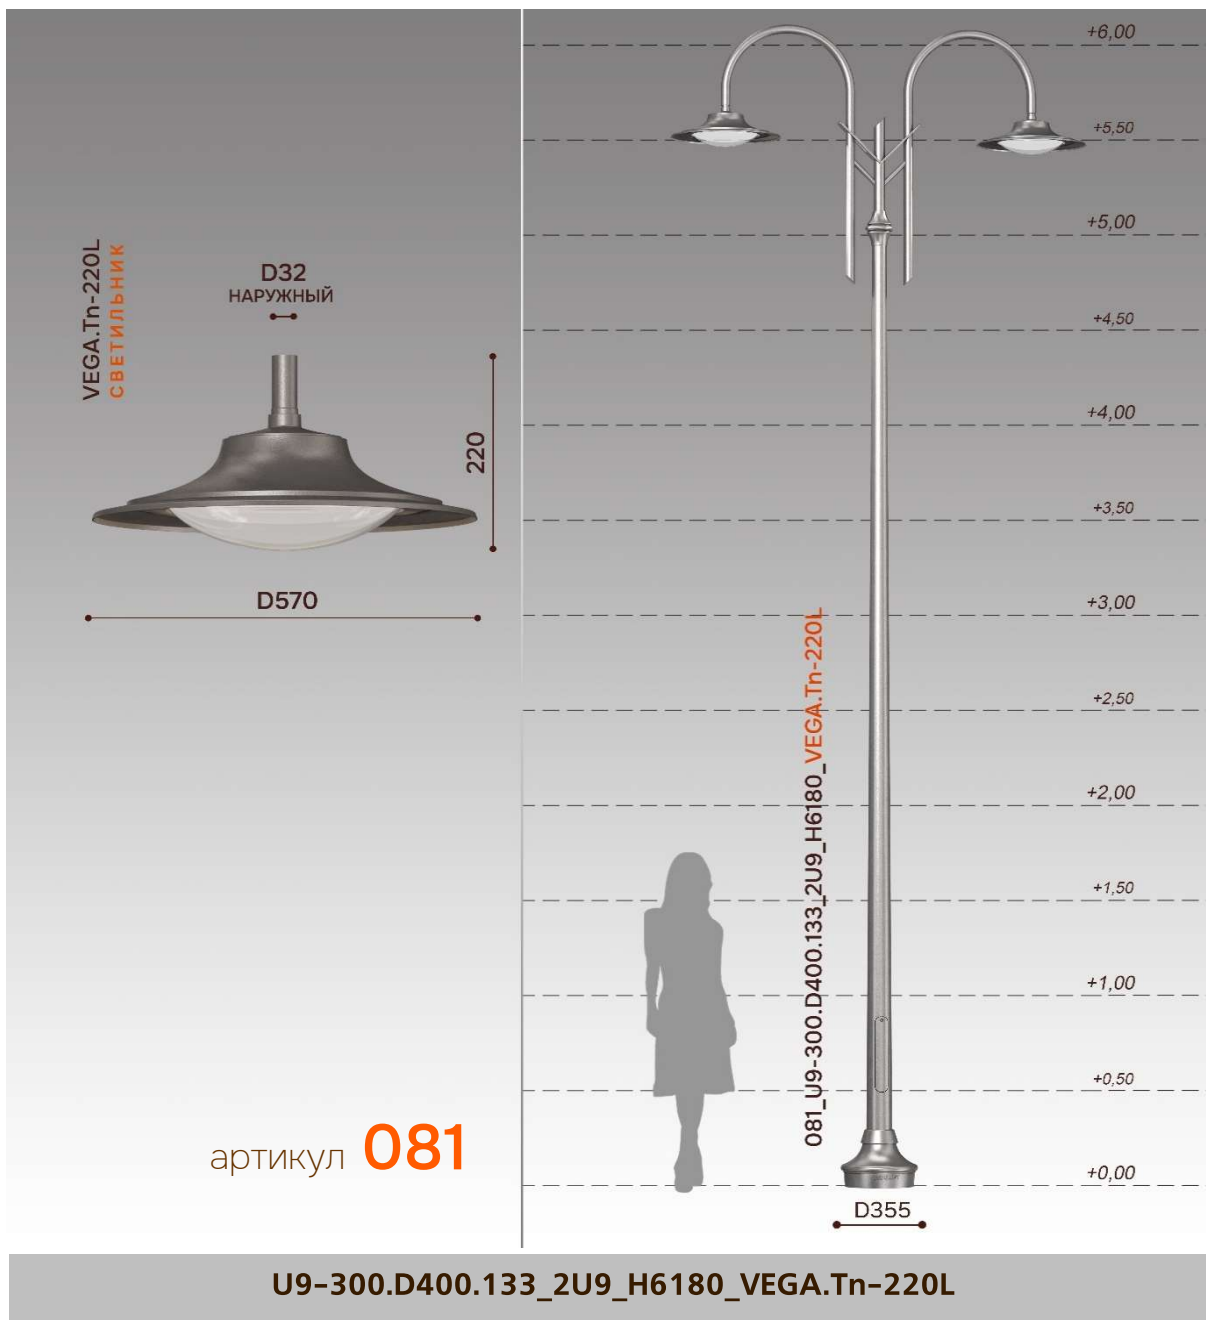 VEGA.Tn-220L
СВЕТИЛЬНИК
D32
НАРУЖНЫЙ
220
D570
артикул 081
+6,00
+5,50
+5,00
+4,50
+4,00
+3,50
+3,00
+2,50
+2,00
+1,50
+1,00
+0,50
+0,00
081_U9-300.D400.133_2U9_H6180_VEGA.Tn-220L
D355
U9-300.D400.133_2U9_H6180_VEGA.Tn-220L